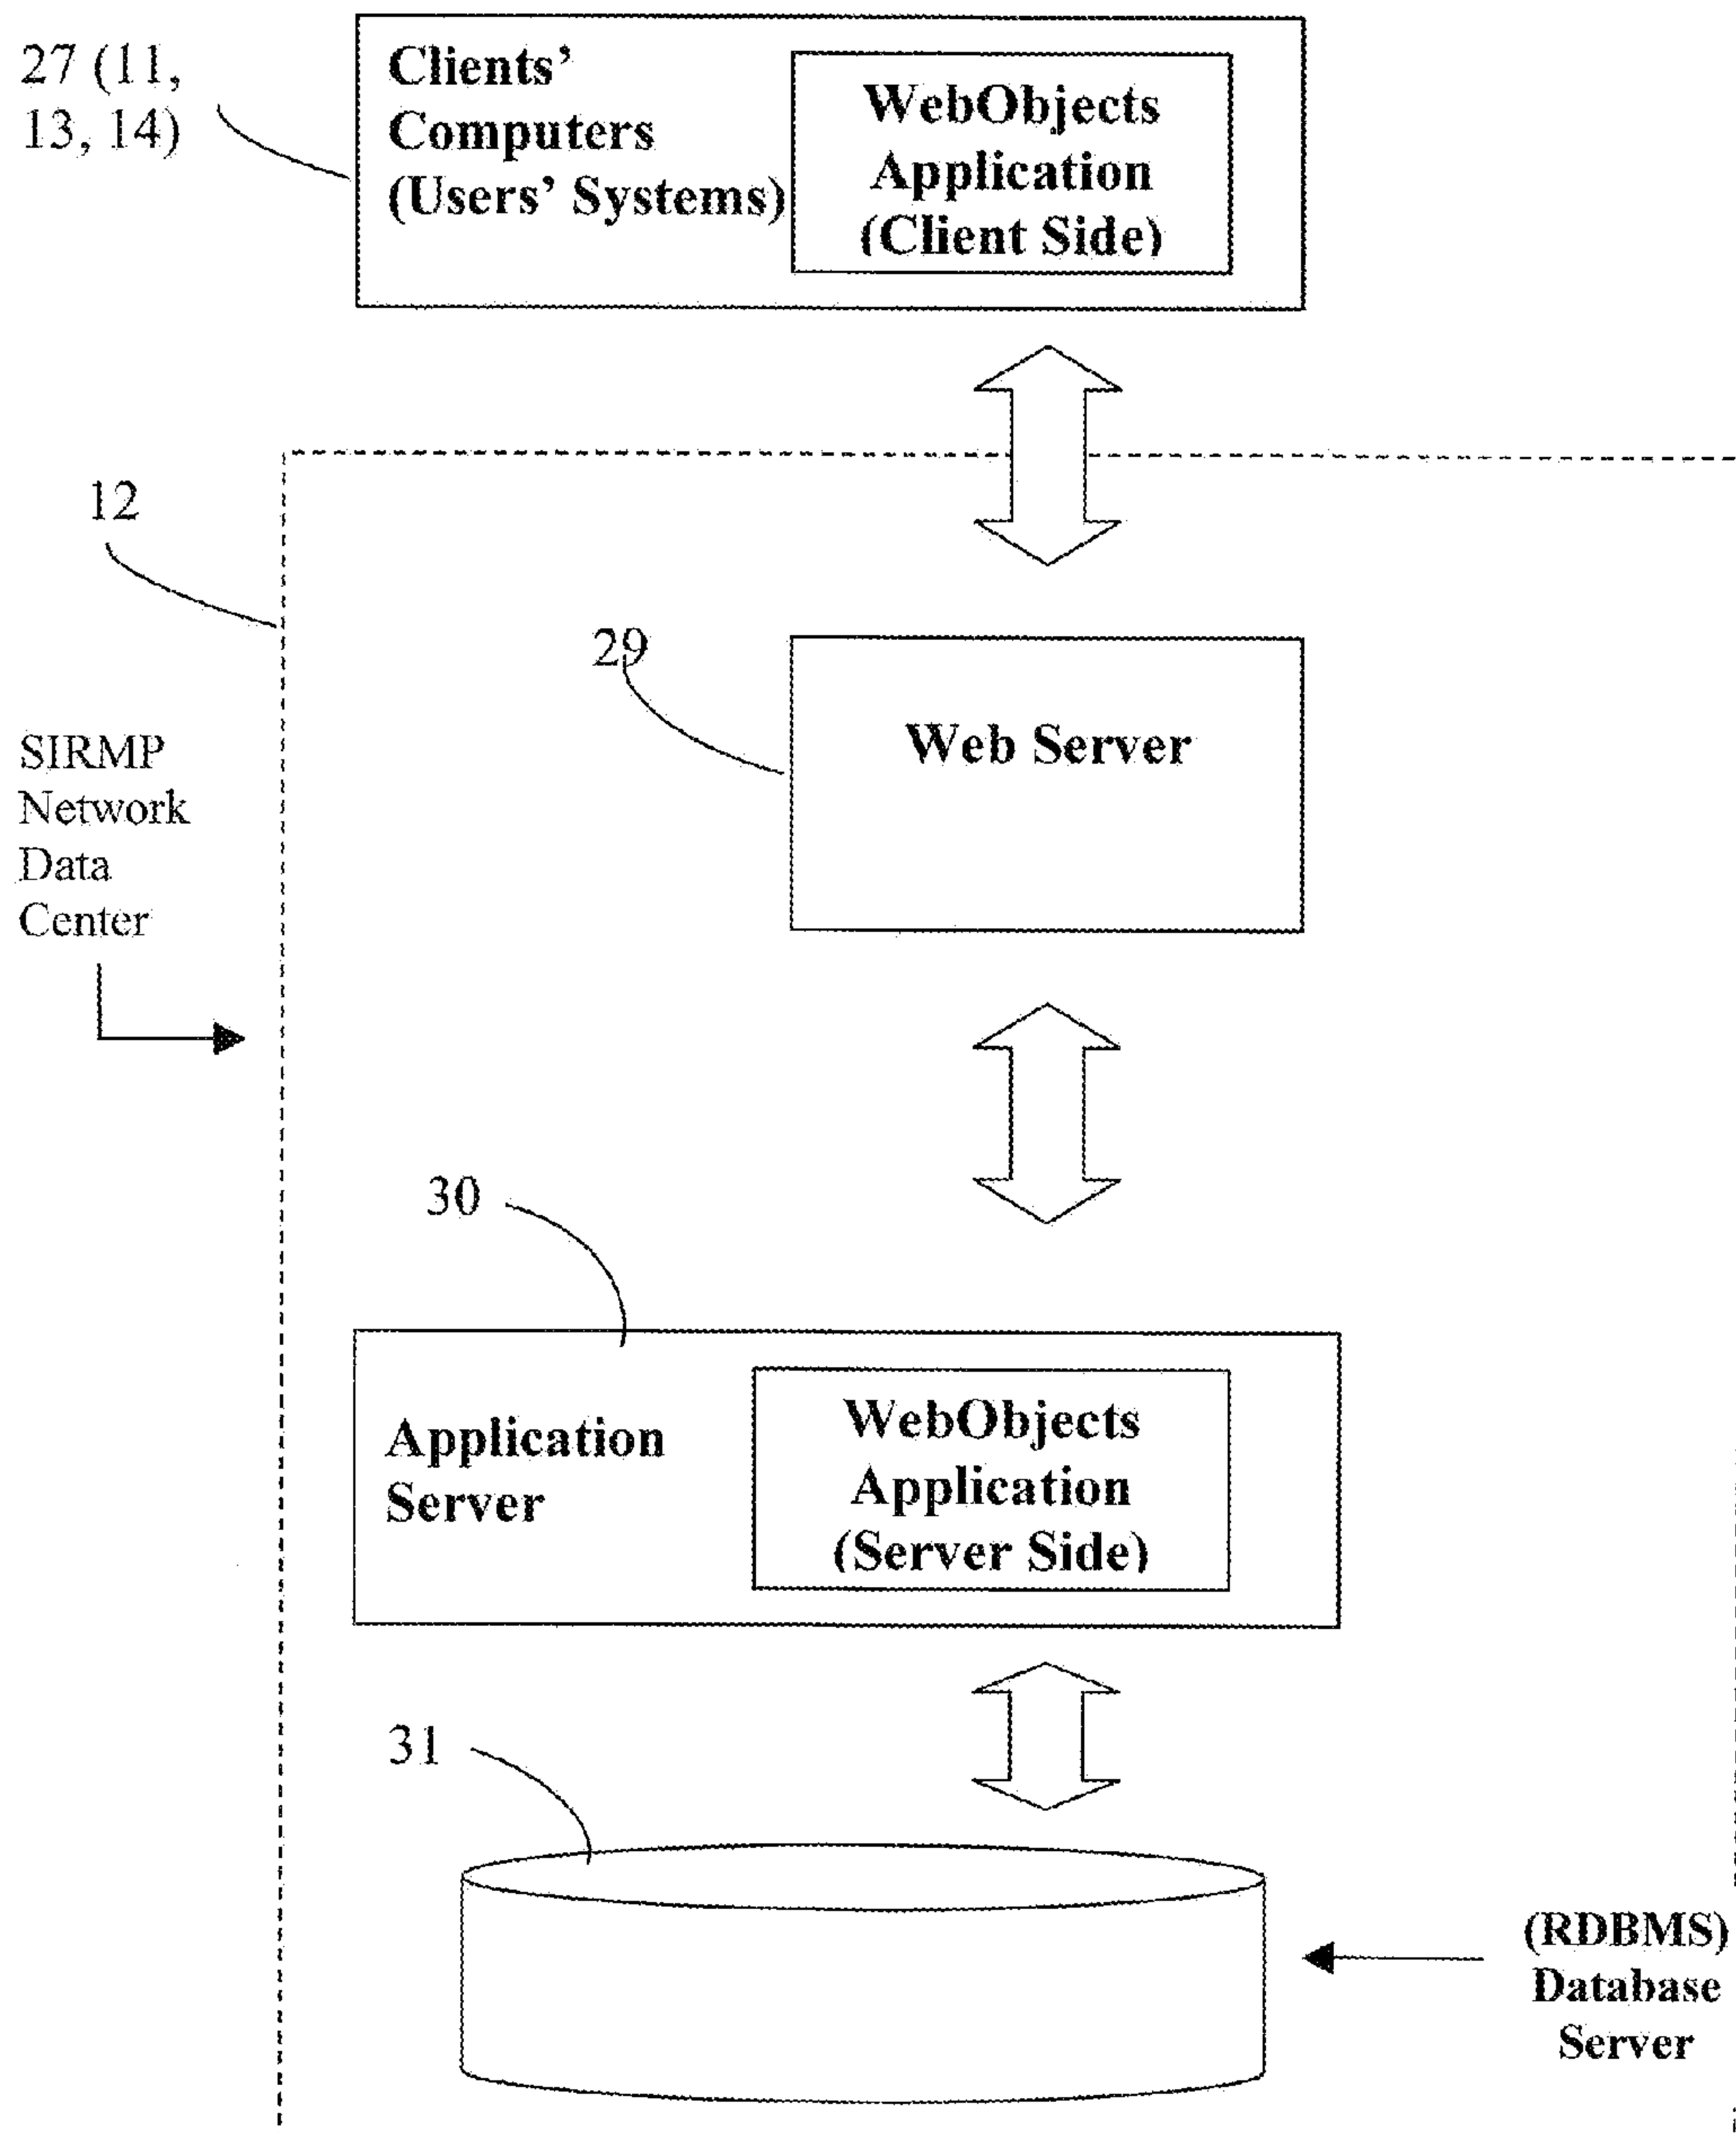 27 (11,
13, 14)
Clients'
Computers
(Users' Systems)
WebObjects
Application
(Client Side)
12
29
Web Server
SIRMP
Network
Data
Center
30
Application
Server
WebObjects
Application
(Server Side)
31
(RDBMS)
Database
Server